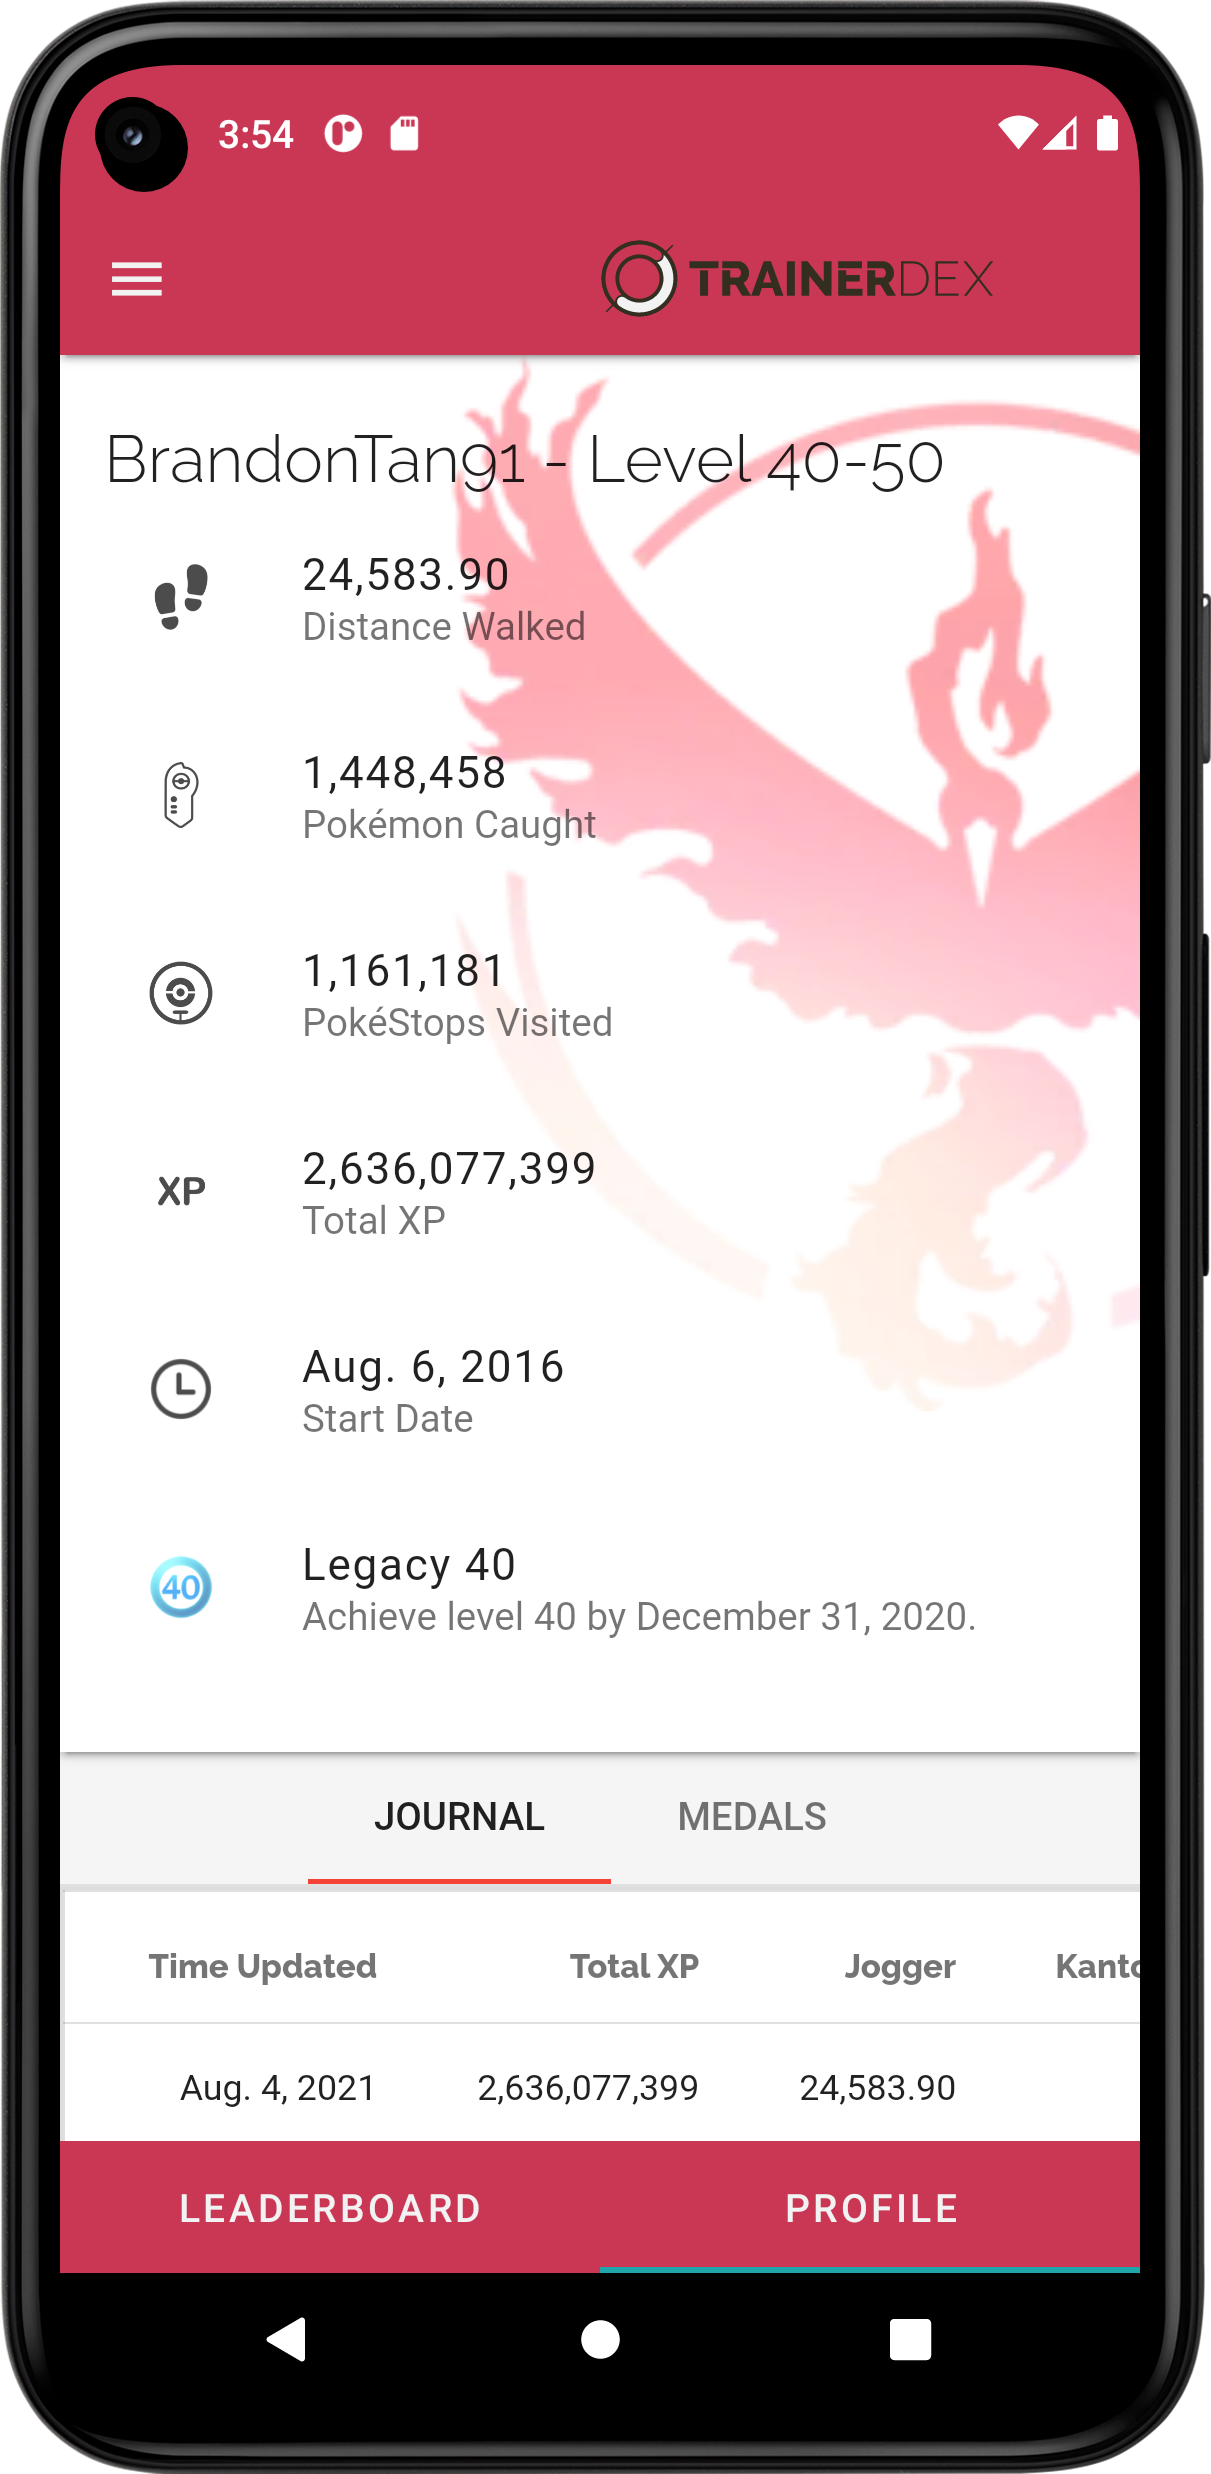 3:54
TRAINERDEX
BrandonTan91 - Level 40-50
24,583.90
Distance Walked
1,448,458
Pokémon Caught
1,161,181
PokéStops Visited
XP
2,636,077,399
Total XP
Aug. 6, 2016
Start Date
40
Legacy 40
Achieve level 40 by December 31, 2020.
JOURNAL MEDALS
Time Updated Total XP Jogger Kanto
Aug. 4, 2021 2,636,077,399 24,583.90
LEADERBOARD PROFILE